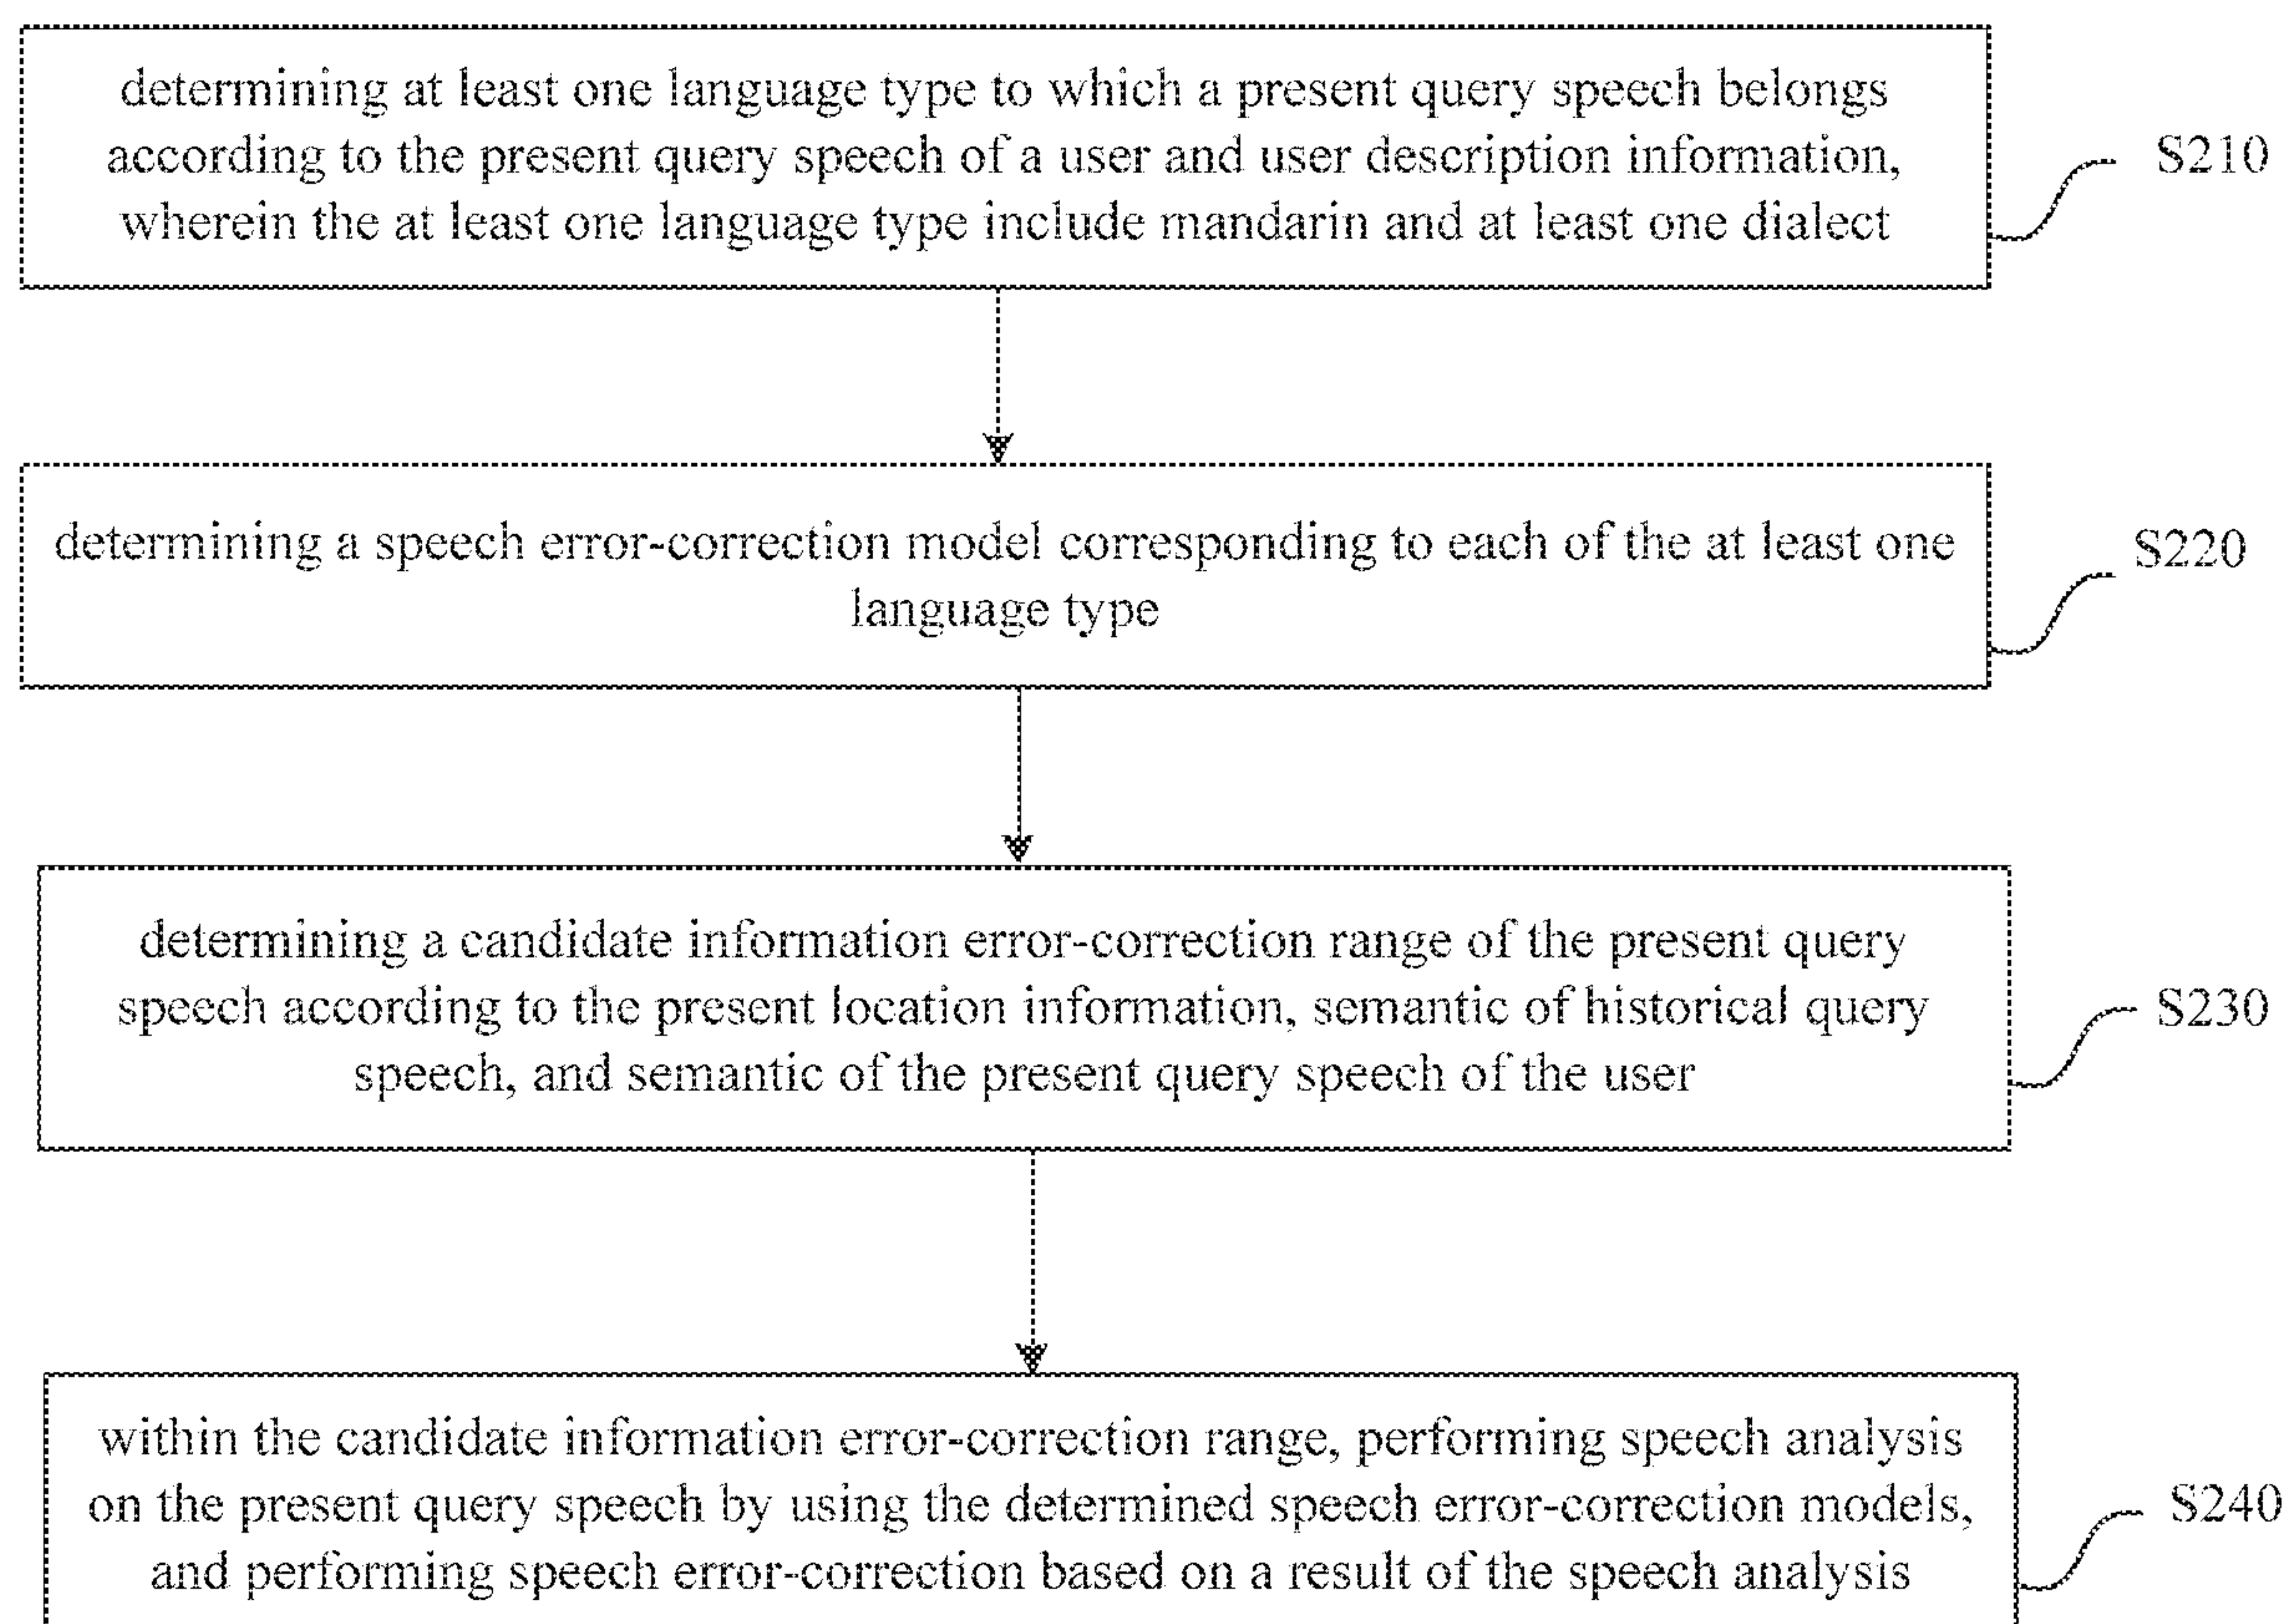 determining at least one language type to which a present query speech belongs
according to the present query speech of a user and user description information,
wherein the at least one language type include mandarin and at least one dialect
S210
determining a speech error-correction model corresponding to each of the at least one
language type
S220
determining a candidate information error-correction range of the present query
speech according to the present location information, semantic of historical query
speech, and semantic of the present query speech of the user
S230
within the candidate information error-correction range, performing speech analysis
on the present query speech by using the determined speech error-correction models,
and performing speech error-correction based on a result of the speech analysis
S240